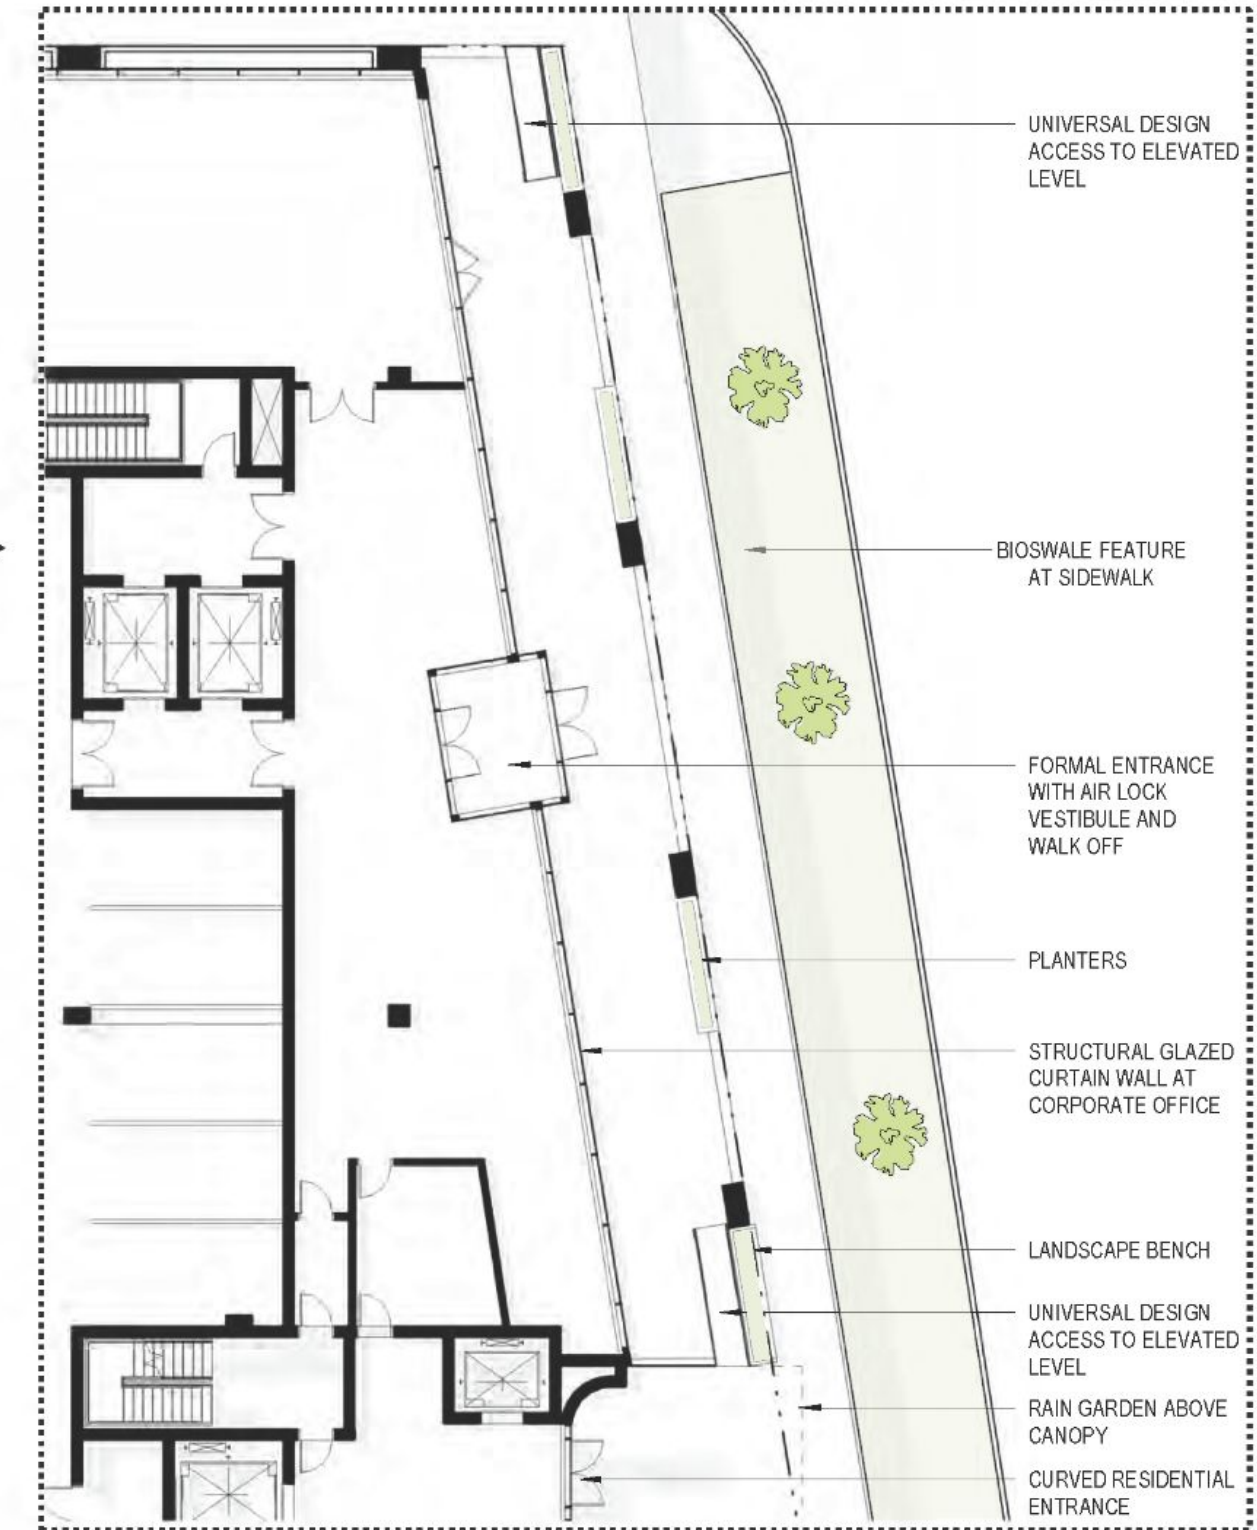 UNIVERSAL DESIGN
ACCESS TO ELEVATED
LEVEL
BIOSWALE FEATURE
AT SIDEWALK
FORMAL ENTRANCE
WITH AIR LOCK
VESTIBULE AND
WALK OFF
PLANTERS
STRUCTURAL GLAZED
CURTAIN WALL AT
CORPORATE OFFICE
LANDSCAPE BENCH
UNIVERSAL DESIGN
ACCESS TO ELEVATED
LEVEL
RAIN GARDEN ABOVE
CANOPY
CURVED RESIDENTIAL
ENTRANCE